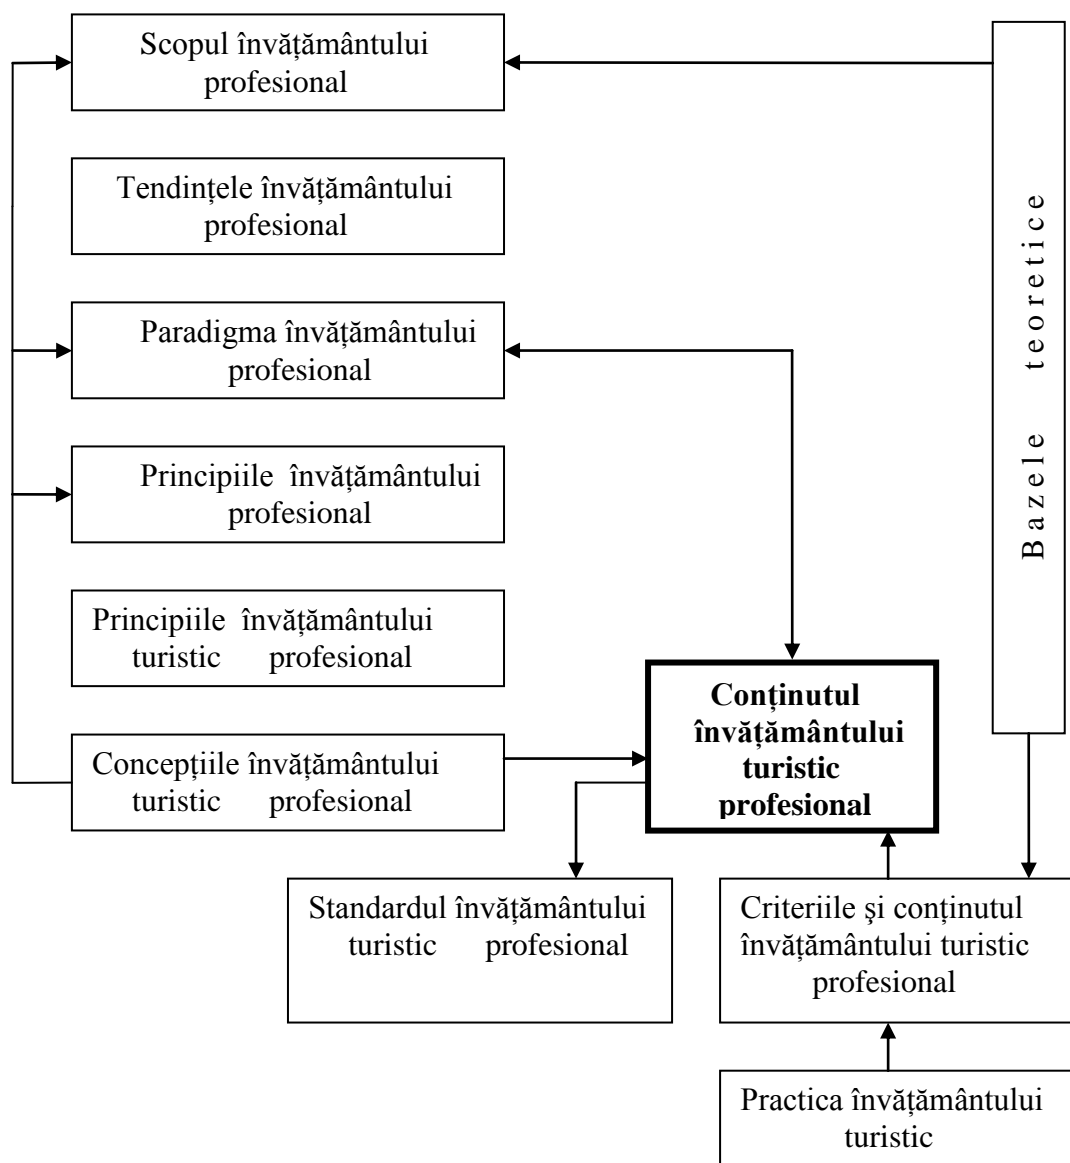 Scopul învățământului
profesional
Tendințele învățământului
profesional
Paradigma învățământului
profesional
Principiile învățământului
profesional
Principiile învățământului
turistic profesional
Concepțiile învățământului
turistic profesional
Bazele teoretice
Conținutul
învățământului
turistic
profesional
Standardul învățământului
turistic profesional
Criteriile şi conținutul
învățământului turistic
profesional
Practica învățământului
turistic